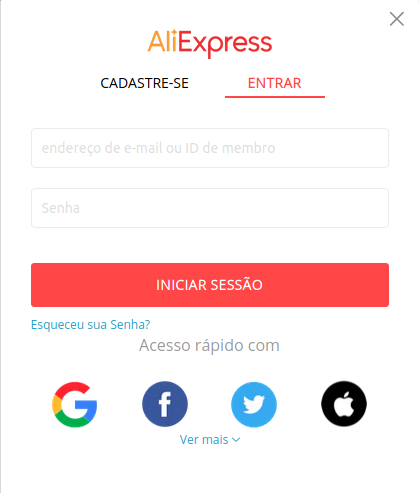 AliExpress
CADASTRE-SE ENTRAR
endereço de e-mail ou ID de membro
Senha
INICIAR SESSÃO
Esqueceu sua Senha?
Acesso rápido com
Ver mais